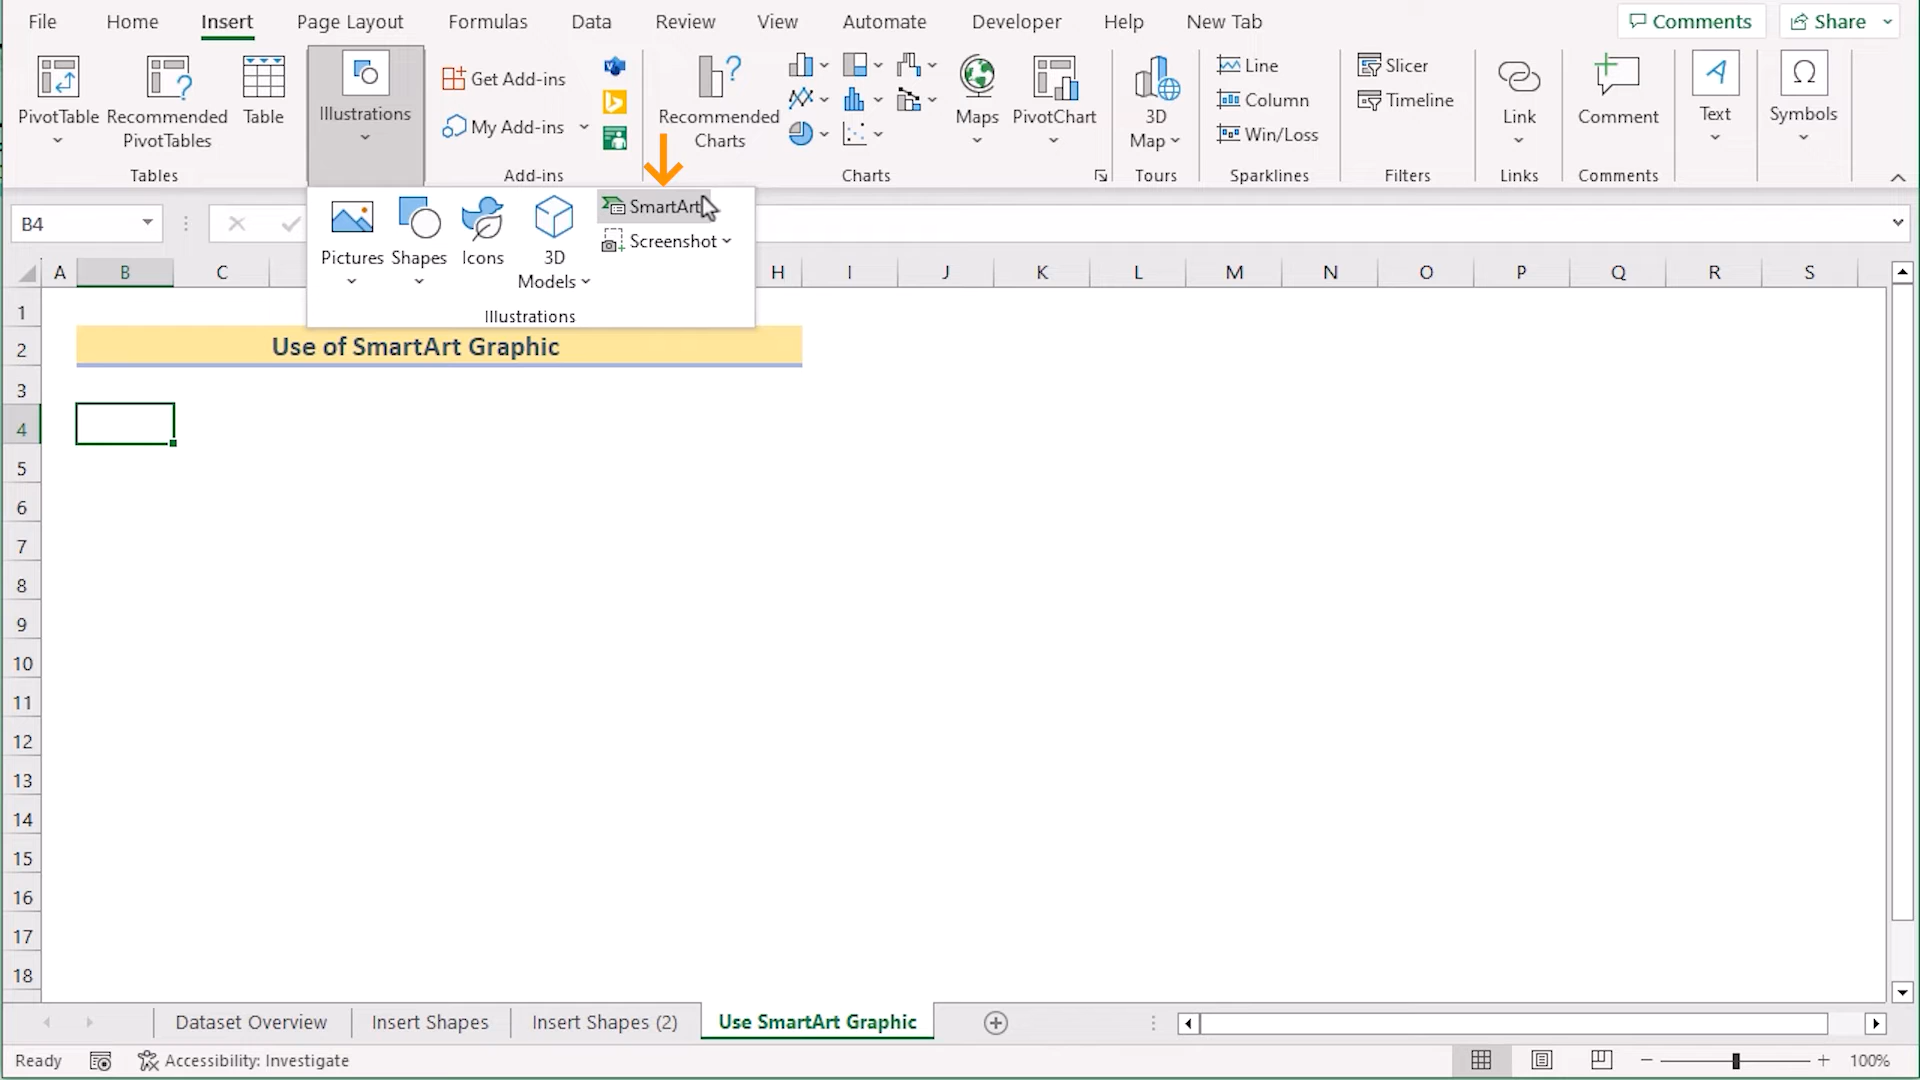 File Home Insert Page Layout Formulas Data Review View Automate Developer Help New Tab Comments Share
PivotTable
Recommended
PivotTables
Table
Tables
Illustrations
Get Add-ins
My Add-ins
Add-ins
Recommended
Charts
Maps
PivotChart
Charts
3D
Map
Tours
Line
Column
Win/Loss
Sparklines
Slicer
Timeline
Filters
Link
Links
Comment
Comments
Text
Symbols
B4
Pictures
Shapes
Icons
3D
Models
SmartArt
Screenshot
Illustrations
A B C H I J K L M N O P Q R S
1
2
Use of SmartArt Graphic
3
4
5
6
7
8
9
10
11
12
13
14
15
16
17
18
Dataset Overview Insert Shapes Insert Shapes (2) Use SmartArt Graphic
Ready Accessibility: Investigate 100%